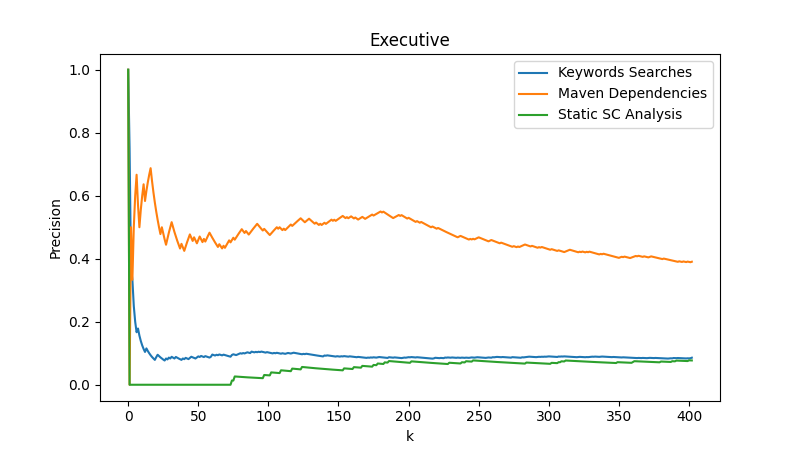 Executive
Keywords Searches
Maven Dependencies
Static SC Analysis
1.0
0.8
0.6
0.4
0.2
0.0
Precision
0 50 100 150 200 250 300 350 400
k